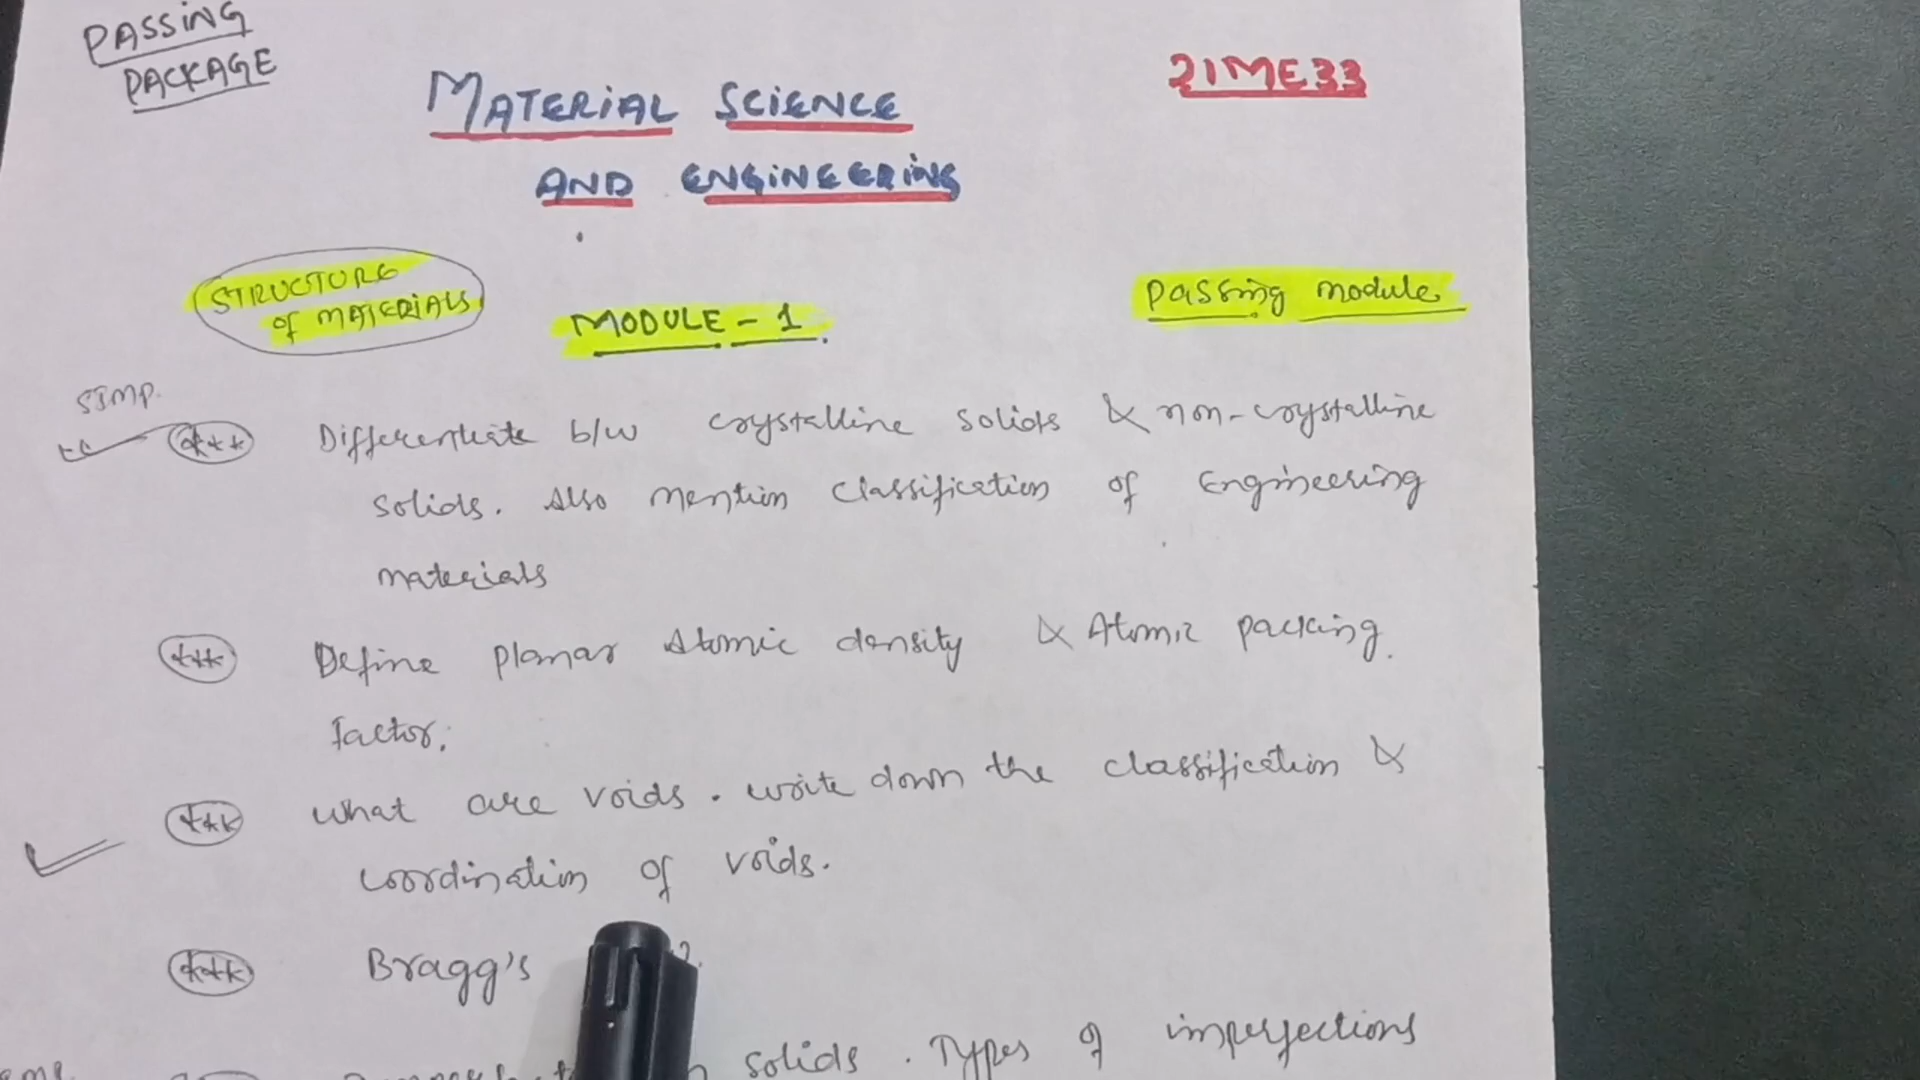 PASSING
PACKAGE
21ME33
MATERIAL SCIENCE
AND ENGINEERING
STRUCTURE
of MATERIALS
MODULE - 1
Passing module
SIMP.
*** Differentiate b/w crystalline solids & non-crystalline
solids. Also mention classification of Engineering
materials
*** Define planar Atomic density & Atomic packing
factor.
*** What are voids. write down the classification &
coordination of voids.
*** Bragg's
solids. Types of imperfections